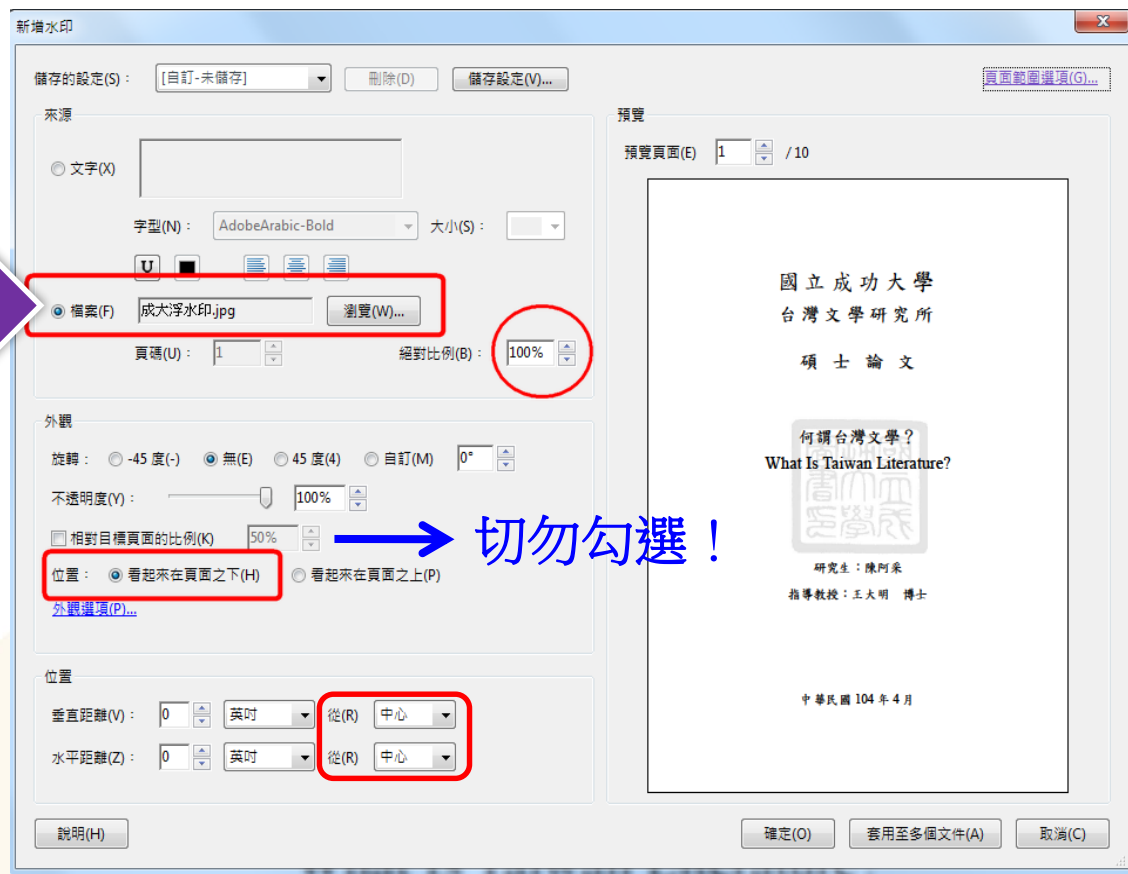 新增水印
儲存的設定(S)： [自訂-未儲存] 刪除(D) 儲存設定(V)... 頁面範圍選項(G)...
來源
文字(X)
字型(N)： AdobeArabic-Bold 大小(S)：
U
檔案(F) 成大浮水印.jpg 瀏覽(W)...
頁碼(U)： 1 絕對比例(B)： 100%
外觀
旋轉： -45 度(-) 無(E) 45 度(4) 自訂(M) 0°
不透明度(Y)： 100%
相對目標頁面的比例(K) 50% 切勿勾選！
位置： 看起來在頁面之下(H) 看起來在頁面之上(P)
外觀選項(P)...
位置
垂直距離(V)： 0 英吋 從(R) 中心
水平距離(Z)： 0 英吋 從(R) 中心
預覽
預覽頁面(E) 1 / 10
國立成功大學
台灣文學研究所
碩士論文
何謂台灣文學？
What Is Taiwan Literature?
研究生：陳阿采
指導教授：王大明 博士
中華民國 104 年 4 月
說明(H) 確定(O) 套用至多個文件(A) 取消(C)